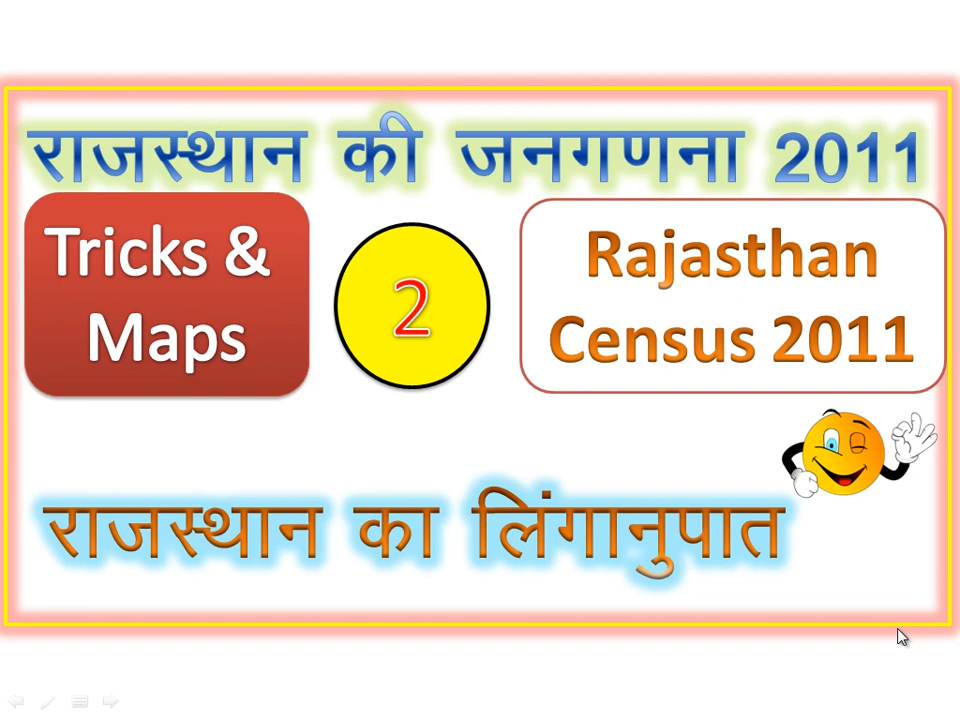 राजस्थान की जनगणना 2011
Tricks &
Maps
2
Rajasthan
Census 2011
राजस्थान का लिंगानुपात